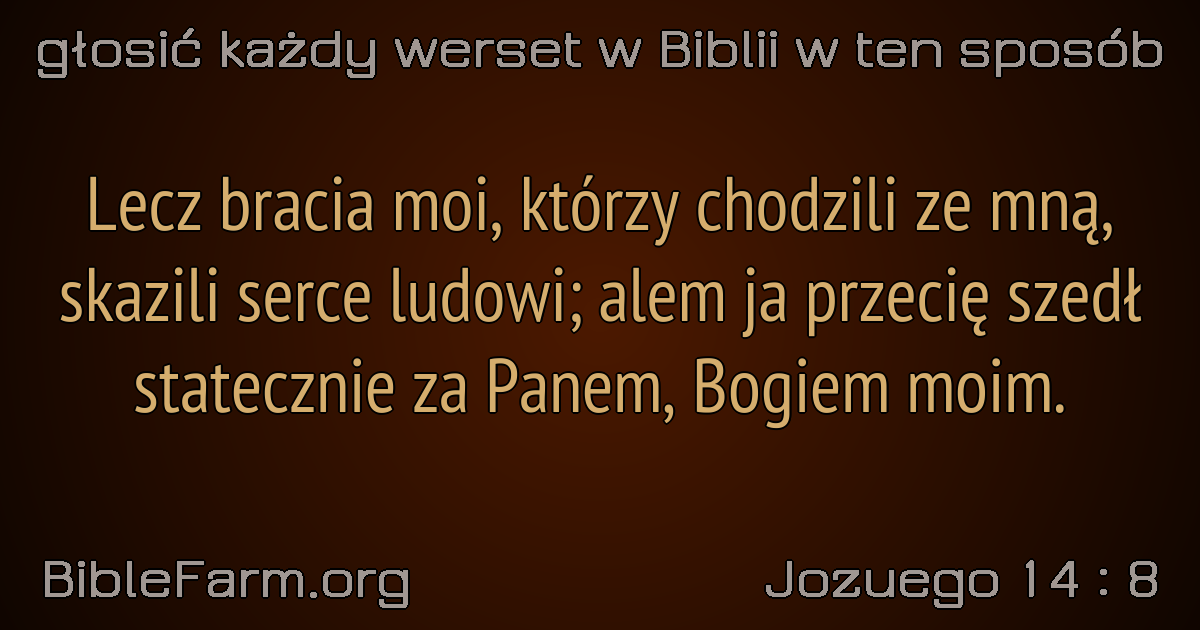 głosić każdy werset w Biblii w ten sposób
Lecz bracia moi, którzy chodzili ze mną,
skazili serce ludowi; alem ja przecię szedł
statecznie za Panem, Bogiem moim.
BibleFarm.org
Jozuego 14 : 8